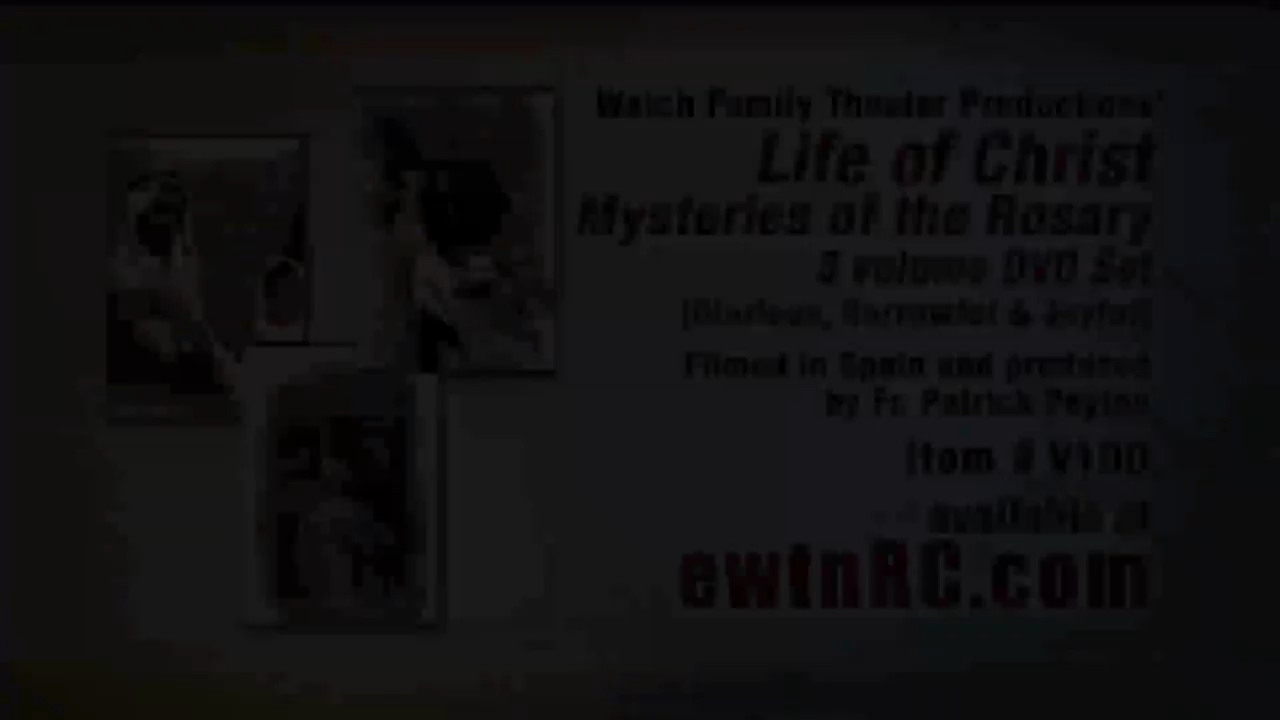 Watch Family Theater Productions'
Life of Christ
Mysteries of the Rosary
3 volume DVD Set
(Glorious, Sorrowful & Joyful)
Filmed in Spain and produced
by Fr. Patrick Peyton
Item # V100
available at
ewtnRC.com